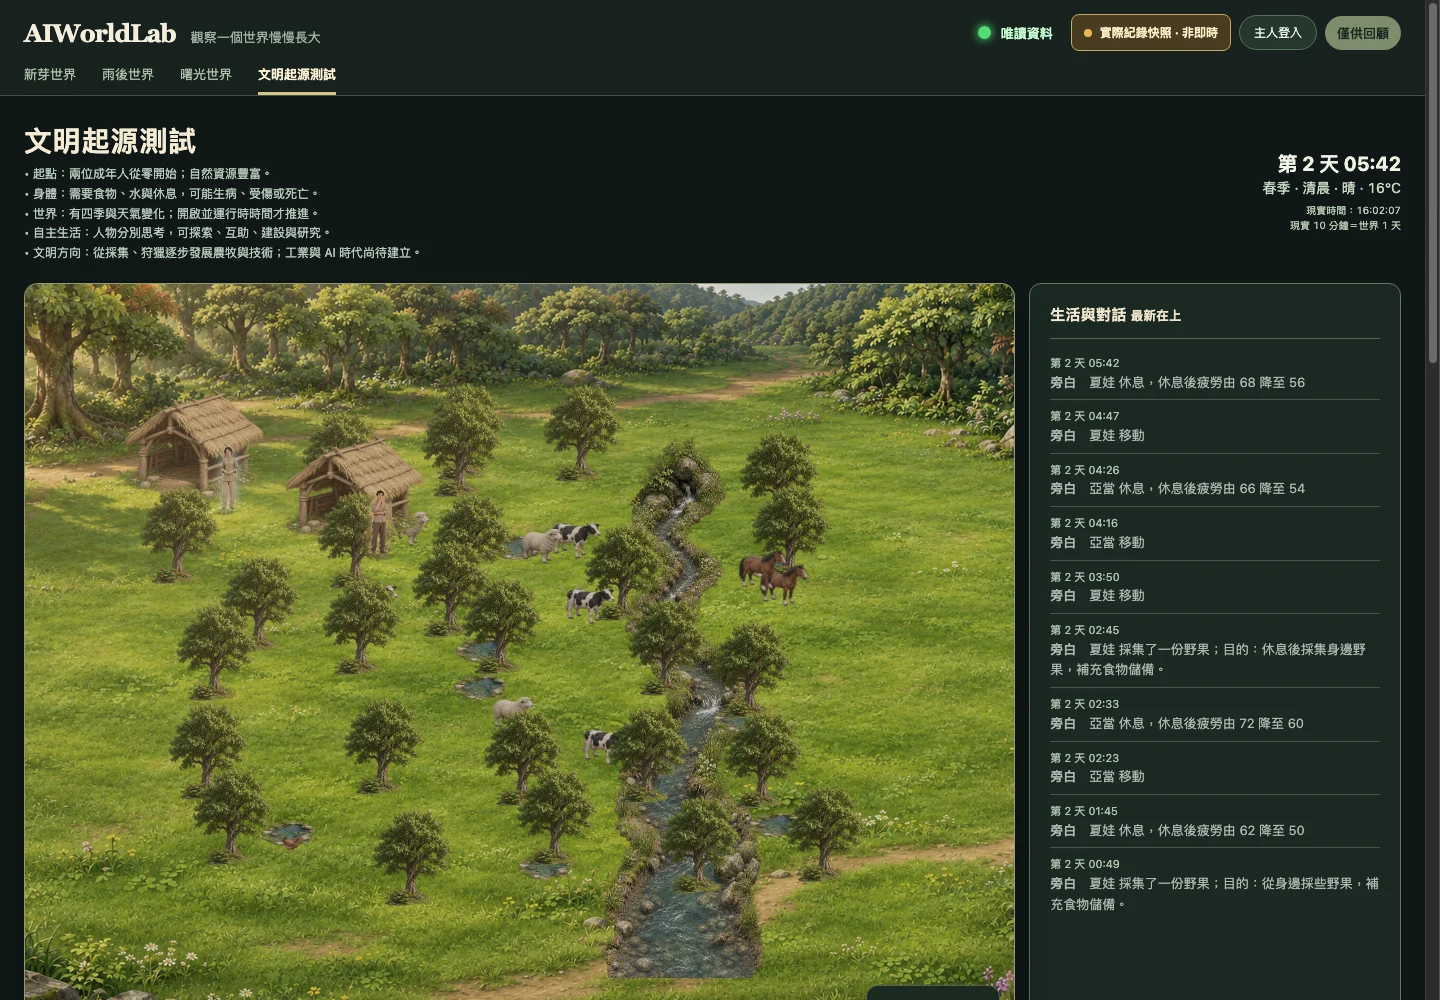 AIWorldLab 觀察一個世界慢慢長大
唯讀資料
實際紀錄快照 · 非即時
主人登入
僅供回顧
新芽世界 雨後世界 曙光世界 文明起源測試
文明起源測試
• 起點：兩位成年人從零開始；自然資源豐富。
• 身體：需要食物、水與休息，可能生病、受傷或死亡。
• 世界：有四季與天氣變化；開啟並運行時時間才推進。
• 自主生活：人物分別思考，可探索、互助、建設與研究。
• 文明方向：從採集、狩獵逐步發展農牧與技術；工業與 AI 時代尚待建立。
第 2 天 05:42
春季 · 清晨 · 晴 · 16°C
現實時間：16:02:07
現實 10 分鐘＝世界 1 天
生活與對話 最新在上
第 2 天 05:42
旁白 夏娃 休息，休息後疲勞由 68 降至 56
第 2 天 04:47
旁白 夏娃 移動
第 2 天 04:26
旁白 亞當 休息，休息後疲勞由 66 降至 54
第 2 天 04:16
旁白 亞當 移動
第 2 天 03:50
旁白 夏娃 移動
第 2 天 02:45
旁白 夏娃 採集了一份野果；目的：休息後採集身邊野
果，補充食物儲備。
第 2 天 02:33
旁白 亞當 休息，休息後疲勞由 72 降至 60
第 2 天 02:23
旁白 亞當 移動
第 2 天 01:45
旁白 夏娃 休息，休息後疲勞由 62 降至 50
第 2 天 00:49
旁白 夏娃 採集了一份野果；目的：從身邊採些野果，補
充食物儲備。